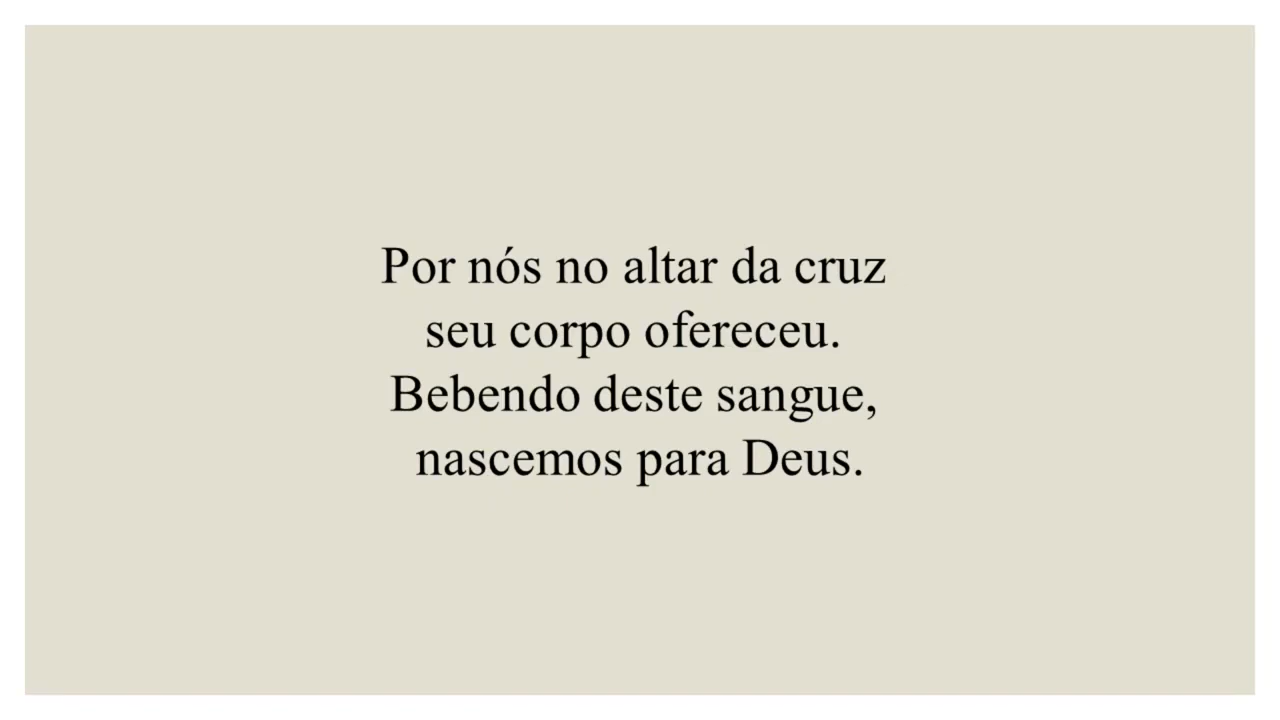 Por nós no altar da cruz
seu corpo ofereceu.
Bebendo deste sangue,
nascemos para Deus.